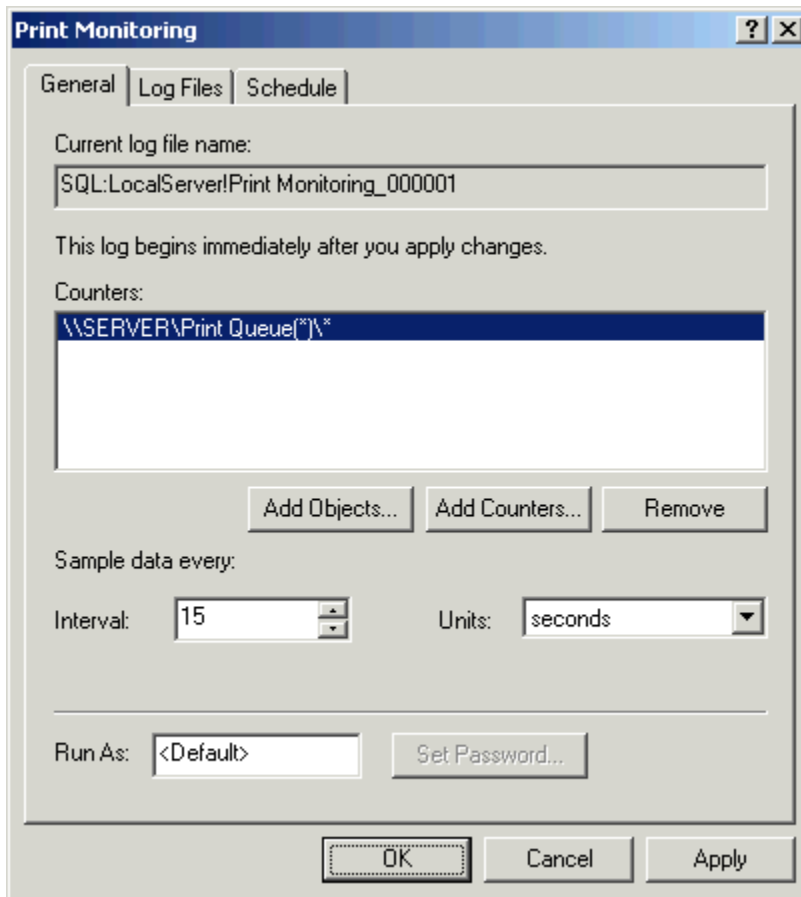 Print Monitoring
General Log Files Schedule
Current log file name:
SQL:LocalServer!Print Monitoring_000001
This log begins immediately after you apply changes.
Counters:
\\SERVER\Print Queue(*)\*
Add Objects... Add Counters... Remove
Sample data every:
Interval: 15 Units: seconds
Run As: <Default> Set Password...
OK Cancel Apply